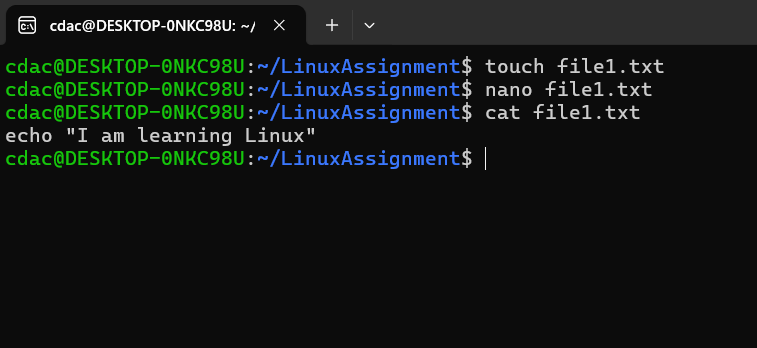 cdac@DESKTOP-0NKC98U: ~/
cdac@DESKTOP-0NKC98U:~/LinuxAssignment$ touch file1.txt
cdac@DESKTOP-0NKC98U:~/LinuxAssignment$ nano file1.txt
cdac@DESKTOP-0NKC98U:~/LinuxAssignment$ cat file1.txt
echo "I am learning Linux"
cdac@DESKTOP-0NKC98U:~/LinuxAssignment$